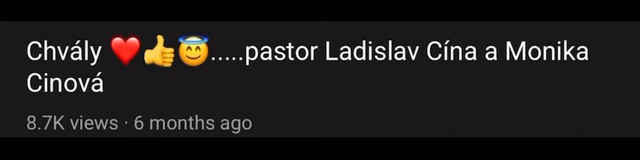 Chvály ❤️👍😇.....pastor Ladislav Cína a Monika
Cinová
8.7K views · 6 months ago